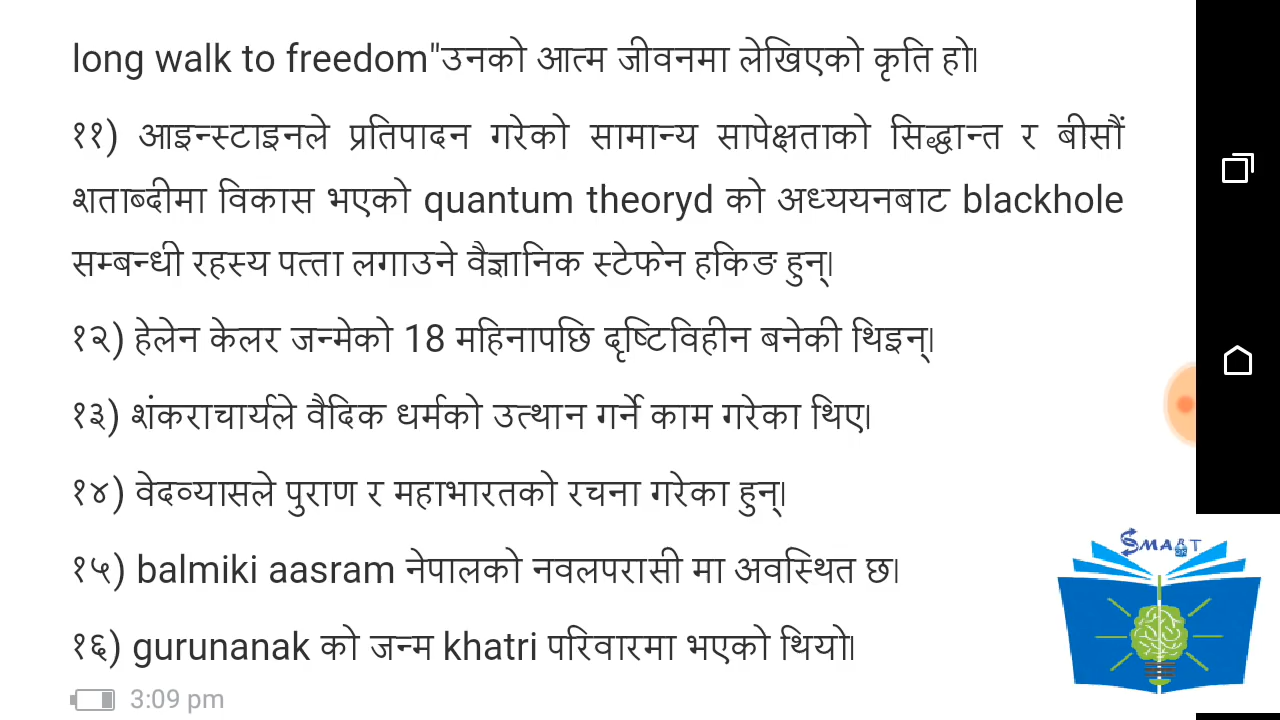 long walk to freedom"उनको आत्म जीवनमा लेखिएको कृति हो।
११) आइन्स्टाइनले प्रतिपादन गरेको सामान्य सापेक्षताको सिद्धान्त र बीसौं
शताब्दीमा विकास भएको quantum theoryd को अध्ययनबाट blackhole
सम्बन्धी रहस्य पत्ता लगाउने वैज्ञानिक स्टेफेन हकिङ हुन्।
१२) हेलेन केलर जन्मेको 18 महिनापछि दृष्टिविहीन बनेकी थिइन्।
१३) शंकराचार्यले वैदिक धर्मको उत्थान गर्ने काम गरेका थिए।
१४) वेदव्यासले पुराण र महाभारतको रचना गरेका हुन्।
१५) balmiki aasram नेपालको नवलपरासी मा अवस्थित छ।
१६) gurunanak को जन्म khatri परिवारमा भएको थियो।
3:09 pm
SMART